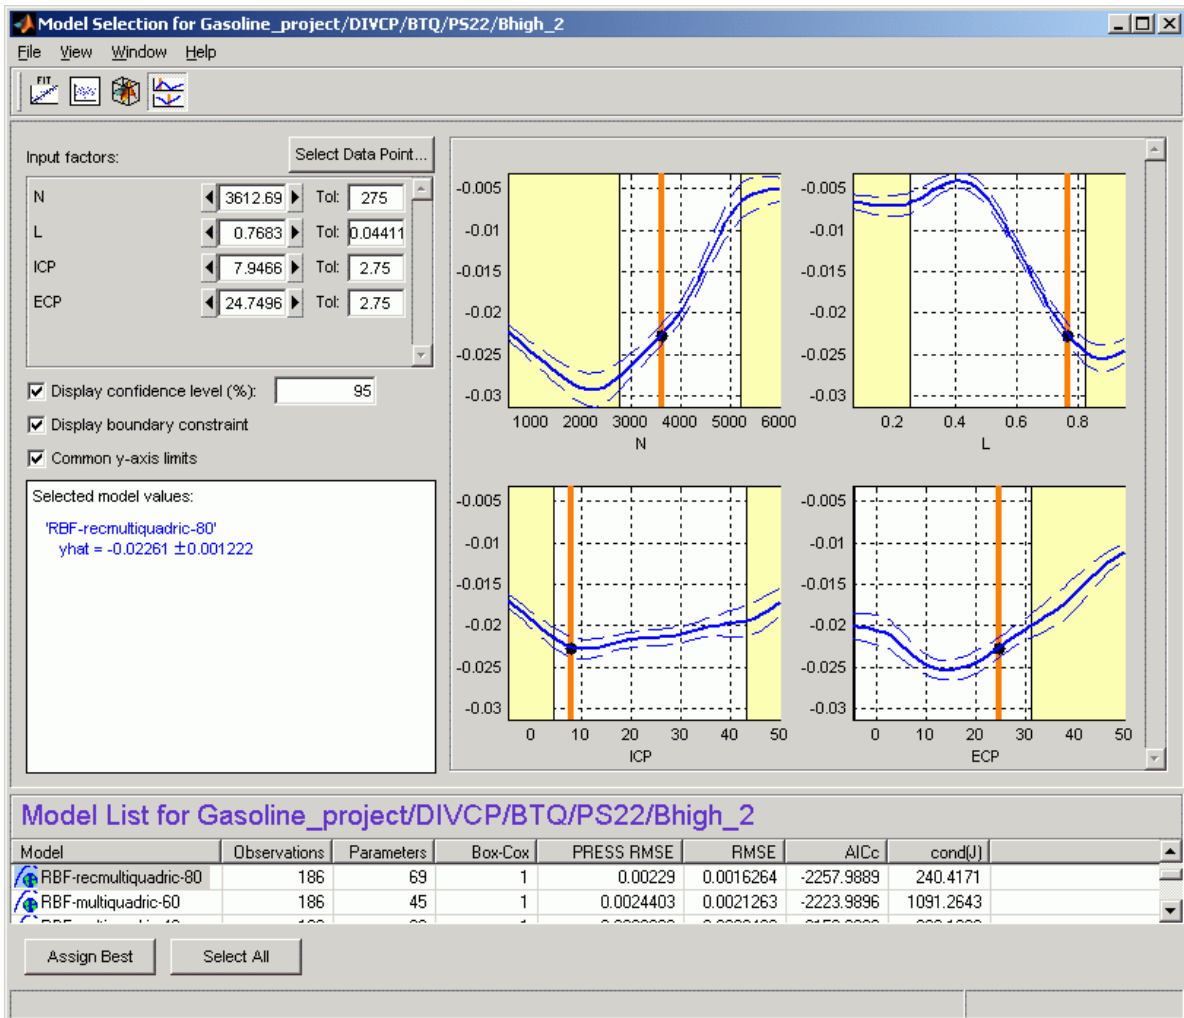 Model Selection for Gasoline_project/DIVCP/BTQ/PS22/Bhigh_2
File View Window Help
FIT
Input factors: Select Data Point...
N 3612.69 Tol: 275
L 0.7683 Tol: 0.04411
ICP 7.9466 Tol: 2.75
ECP 24.7496 Tol: 2.75
Display confidence level (%): 95
Display boundary constraint
Common y-axis limits
Selected model values:
'RBF-recmultiquadric-80'
yhat = -0.02261 ±0.001222
-0.005
-0.01
-0.015
-0.02
-0.025
-0.03
1000 2000 3000 4000 5000 6000
N
-0.005
-0.01
-0.015
-0.02
-0.025
-0.03
0.2 0.4 0.6 0.8
L
-0.005
-0.01
-0.015
-0.02
-0.025
-0.03
0 10 20 30 40 50
ICP
-0.005
-0.01
-0.015
-0.02
-0.025
-0.03
0 10 20 30 40 50
ECP
Model List for Gasoline_project/DIVCP/BTQ/PS22/Bhigh_2
Model Observations Parameters Box-Cox PRESS RMSE RMSE AICc cond(J)
RBF-recmultiquadric-80 186 69 1 0.00229 0.0016264 -2257.9889 240.4171
RBF-multiquadric-60 186 45 1 0.0024403 0.0021263 -2223.9896 1091.2643
Assign Best Select All